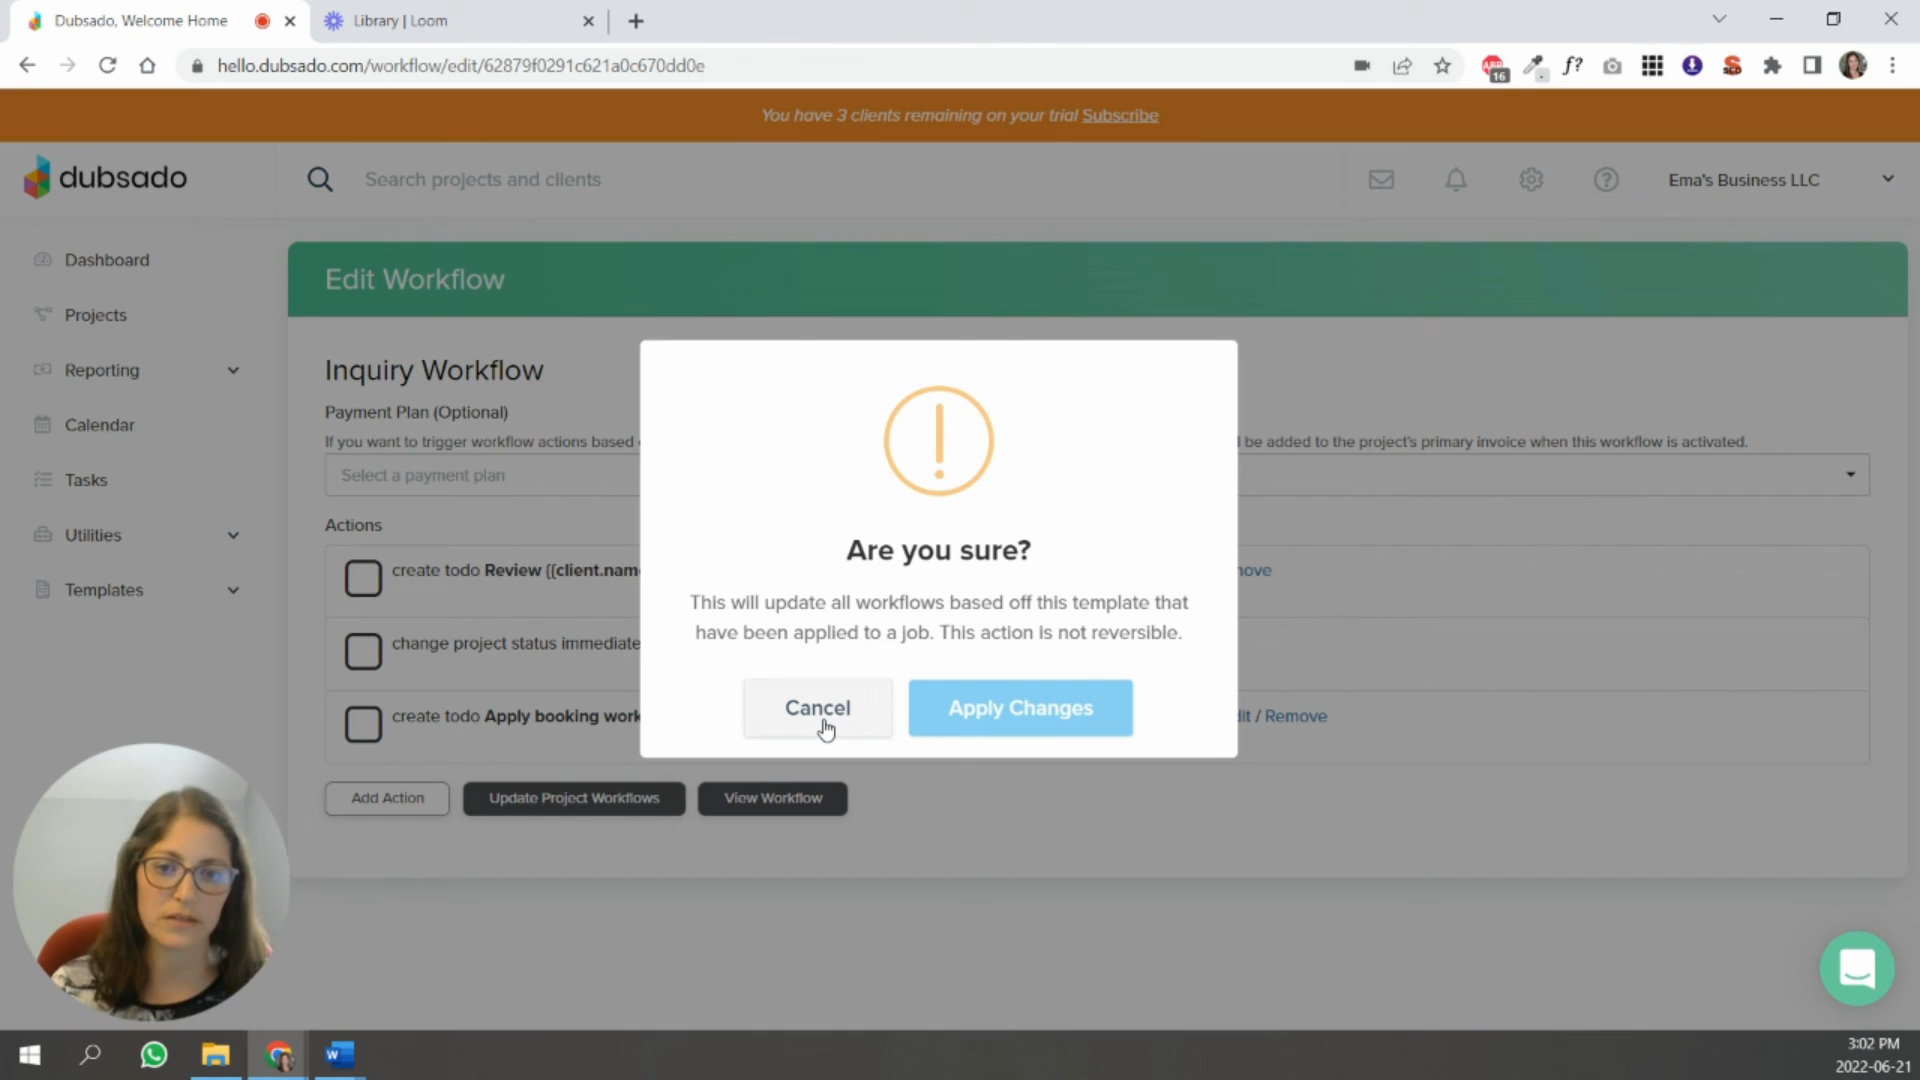 Dubsado, Welcome Home
Library | Loom
hello.dubsado.com/workflow/edit/62879f0291c621a0c670dd0e
ABP
16
f?
SEO
You have 3 clients remaining on your trial Subscribe
dubsado
Search projects and clients
Ema's Business LLC
Dashboard
Projects
Reporting
Calendar
Tasks
Utilities
Templates
Edit Workflow
Inquiry Workflow
Payment Plan (Optional)
If you want to trigger workflow actions based
be added to the project's primary invoice when this workflow is activated.
Select a payment plan
Actions
create todo Review {{client.nam
ove
change project status immediate
create todo Apply booking work
dit / Remove
Add Action
Update Project Workflows
View Workflow
Are you sure?
This will update all workflows based off this template that
have been applied to a job. This action is not reversible.
Cancel
Apply Changes
W
3:02 PM
2022-06-21